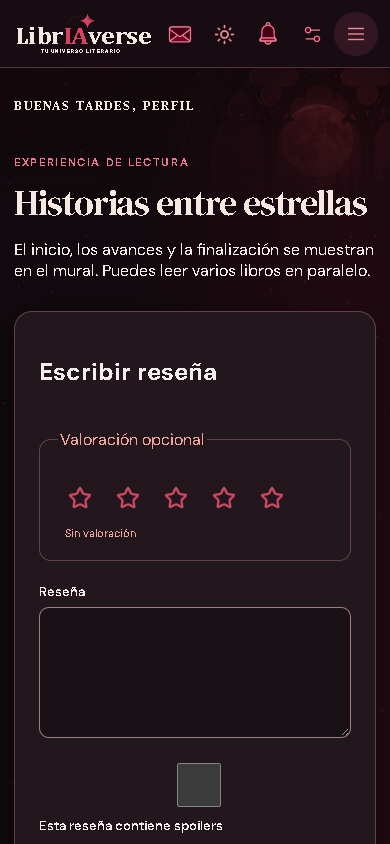 LibrIAverse
TU UNIVERSO LITERARIO
BUENAS TARDES, PERFIL
EXPERIENCIA DE LECTURA
Historias entre estrellas
El inicio, los avances y la finalización se muestran
en el mural. Puedes leer varios libros en paralelo.
Escribir reseña
Valoración opcional
Sin valoración
Reseña
Esta reseña contiene spoilers